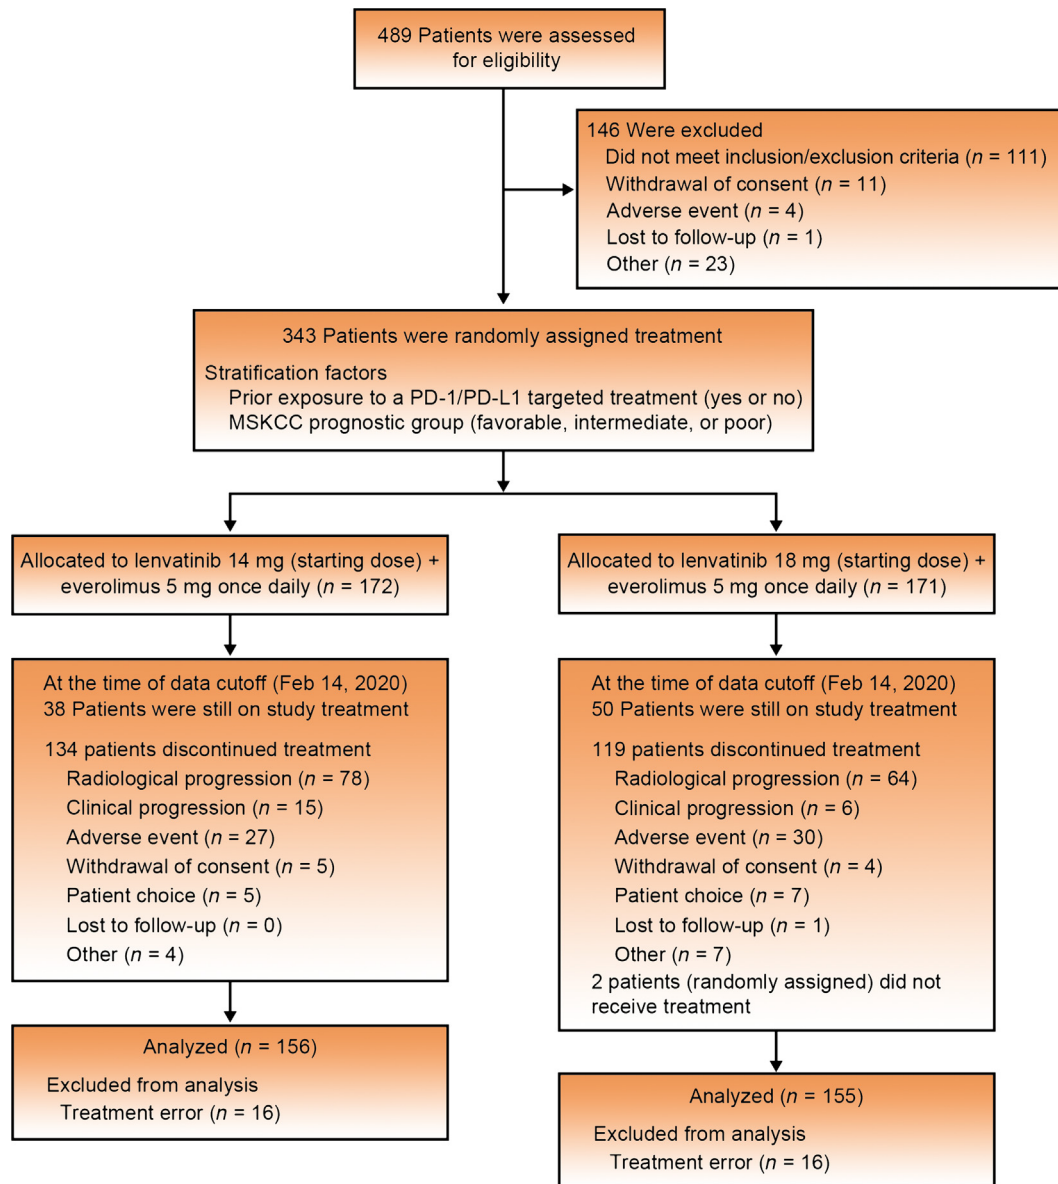 489 Patients were assessed
for eligibility
146 Were excluded
Did not meet inclusion/exclusion criteria (n = 111)
Withdrawal of consent (n = 11)
Adverse event (n = 4)
Lost to follow-up (n = 1)
Other (n = 23)
343 Patients were randomly assigned treatment
Stratification factors
Prior exposure to a PD-1/PD-L1 targeted treatment (yes or no)
MSKCC prognostic group (favorable, intermediate, or poor)
Allocated to lenvatinib 14 mg (starting dose) +
everolimus 5 mg once daily (n = 172)
At the time of data cutoff (Feb 14, 2020)
38 Patients were still on study treatment
134 patients discontinued treatment
Radiological progression (n = 78)
Clinical progression (n = 15)
Adverse event (n = 27)
Withdrawal of consent (n = 5)
Patient choice (n = 5)
Lost to follow-up (n = 0)
Other (n = 4)
Analyzed (n = 156)
Excluded from analysis
Treatment error (n = 16)
Allocated to lenvatinib 18 mg (starting dose) +
everolimus 5 mg once daily (n = 171)
At the time of data cutoff (Feb 14, 2020)
50 Patients were still on study treatment
119 patients discontinued treatment
Radiological progression (n = 64)
Clinical progression (n = 6)
Adverse event (n = 30)
Withdrawal of consent (n = 4)
Patient choice (n = 7)
Lost to follow-up (n = 1)
Other (n = 7)
2 patients (randomly assigned) did not
receive treatment
Analyzed (n = 155)
Excluded from analysis
Treatment error (n = 16)